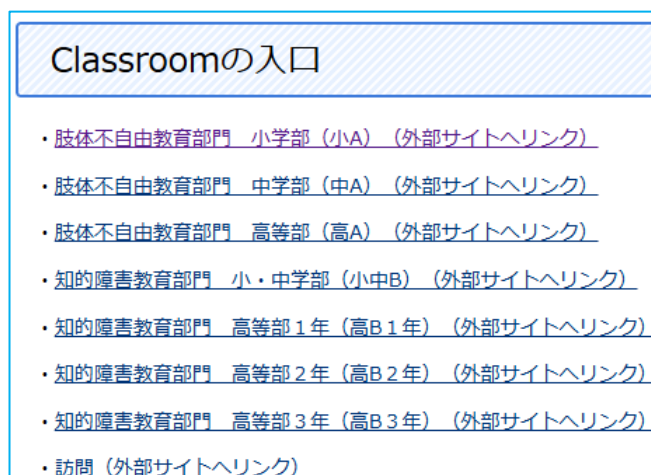 Classroomの入口
・肢体不自由教育部門　小学部（小A）（外部サイトへリンク）
・肢体不自由教育部門　中学部（中A）（外部サイトへリンク）
・肢体不自由教育部門　高等部（高A）（外部サイトへリンク）
・知的障害教育部門　小・中学部（小中B）（外部サイトへリンク）
・知的障害教育部門　高等部１年（高B１年）（外部サイトへリンク）
・知的障害教育部門　高等部２年（高B２年）（外部サイトへリンク）
・知的障害教育部門　高等部３年（高B３年）（外部サイトへリンク）
・訪問（外部サイトへリンク）